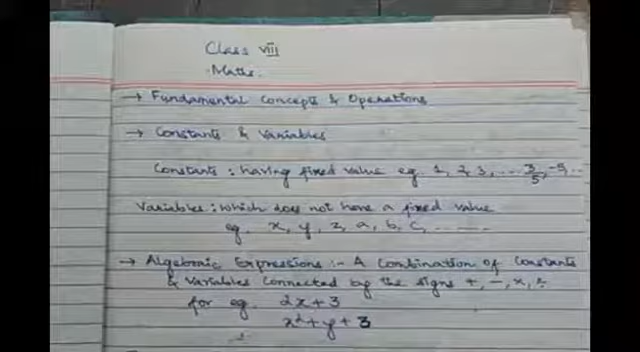 Class VIII
Maths.
→ Fundamental Concepts & Operations
→ Constants & Variables
Constants : having fixed value eg. 1, 2, 3, ... 3/5, -9 ..
Variables : which does not have a fixed value
eg. x, y, z, a, b, c, ........
→ Algebraic Expressions :- A combination of constants
& variables connected by the signs +, -, x, ÷
for eg. 2x+3
x²+y+3